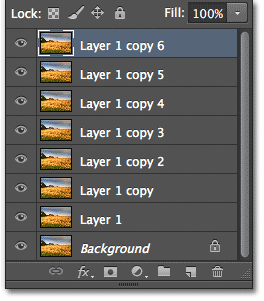 Lock: Fill: 100%
Layer 1 copy 6
Layer 1 copy 5
Layer 1 copy 4
Layer 1 copy 3
Layer 1 copy 2
Layer 1 copy
Layer 1
Background
fx